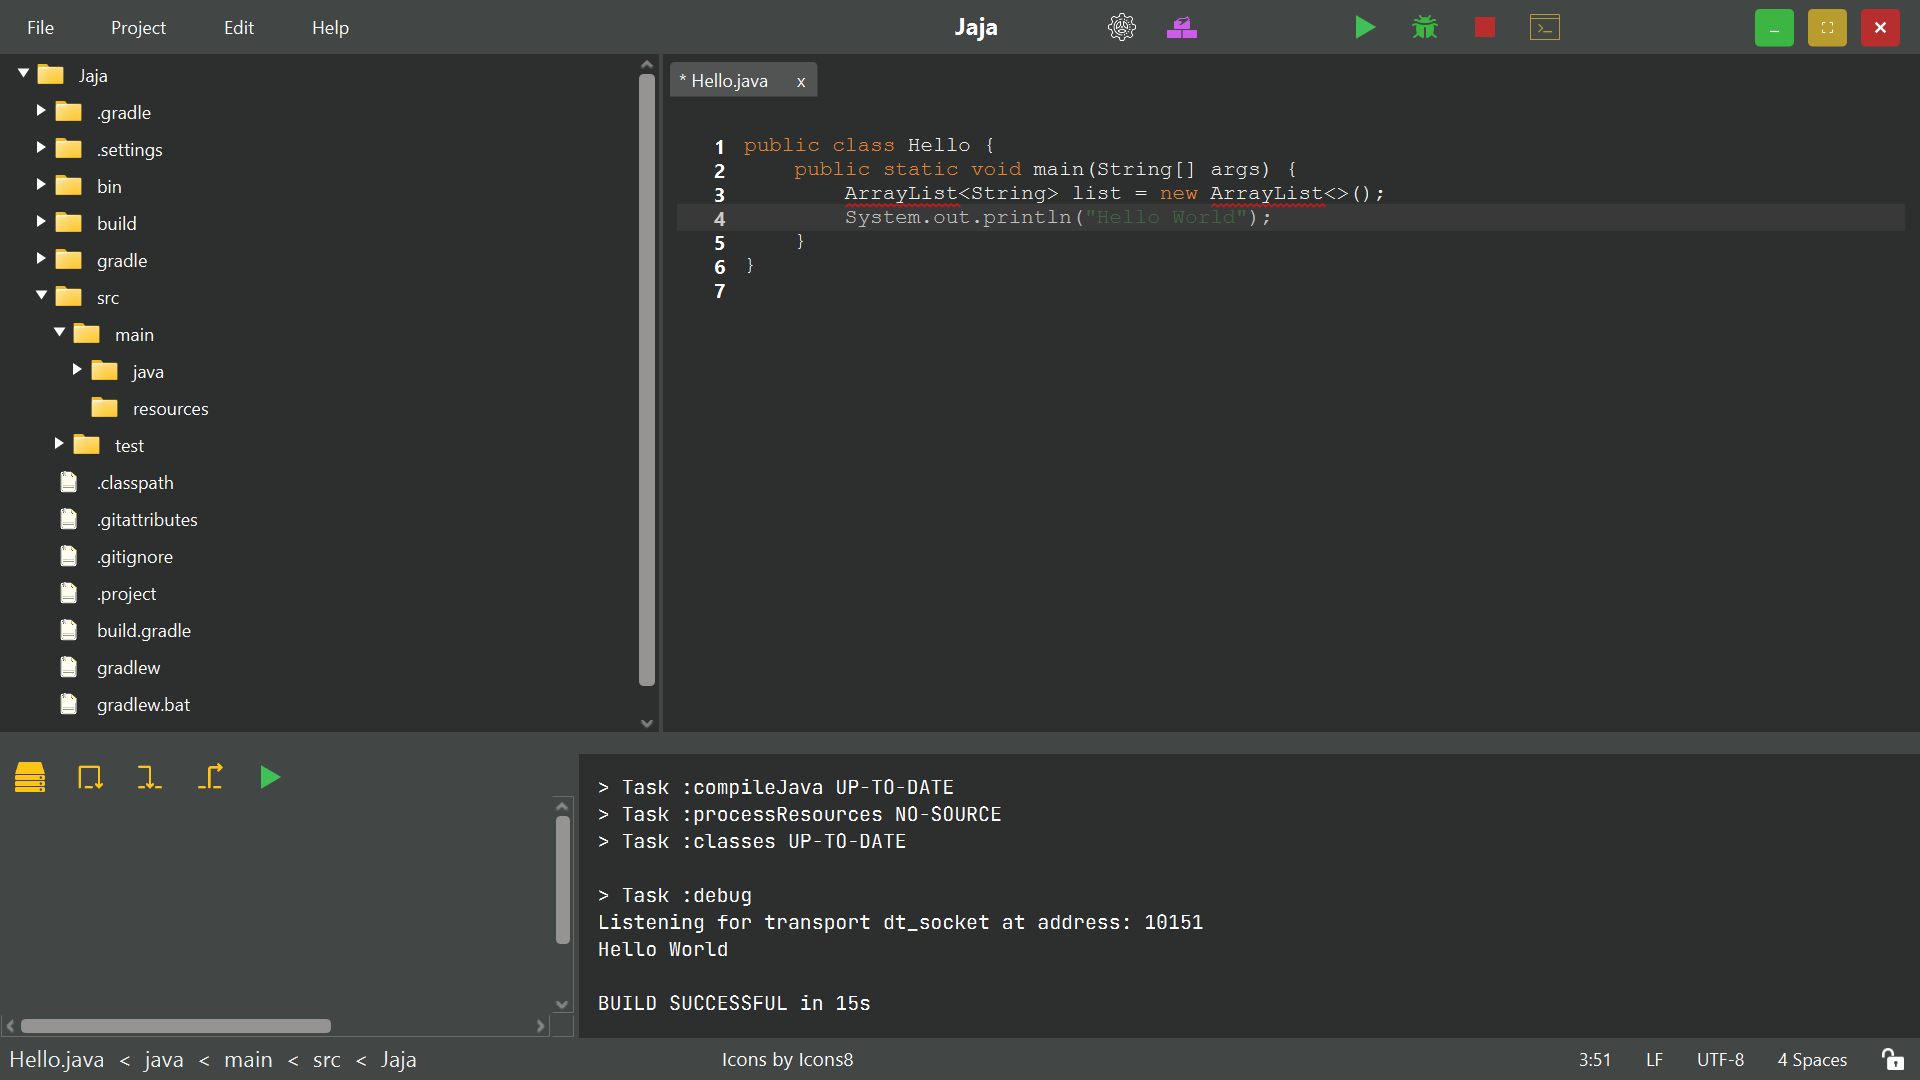 File Project Edit Help Jaja
Jaja
.gradle
.settings
bin
build
gradle
src
main
java
resources
test
.classpath
.gitattributes
.gitignore
.project
build.gradle
gradlew
gradlew.bat
* Hello.java x
1 public class Hello {
2 public static void main(String[] args) {
3 ArrayList<String> list = new ArrayList<>();
4 System.out.println("Hello World");
5 }
6 }
7
> Task :compileJava UP-TO-DATE
> Task :processResources NO-SOURCE
> Task :classes UP-TO-DATE
> Task :debug
Listening for transport dt_socket at address: 10151
Hello World
BUILD SUCCESSFUL in 15s
Hello.java < java < main < src < Jaja Icons by Icons8 3:51 LF UTF-8 4 Spaces